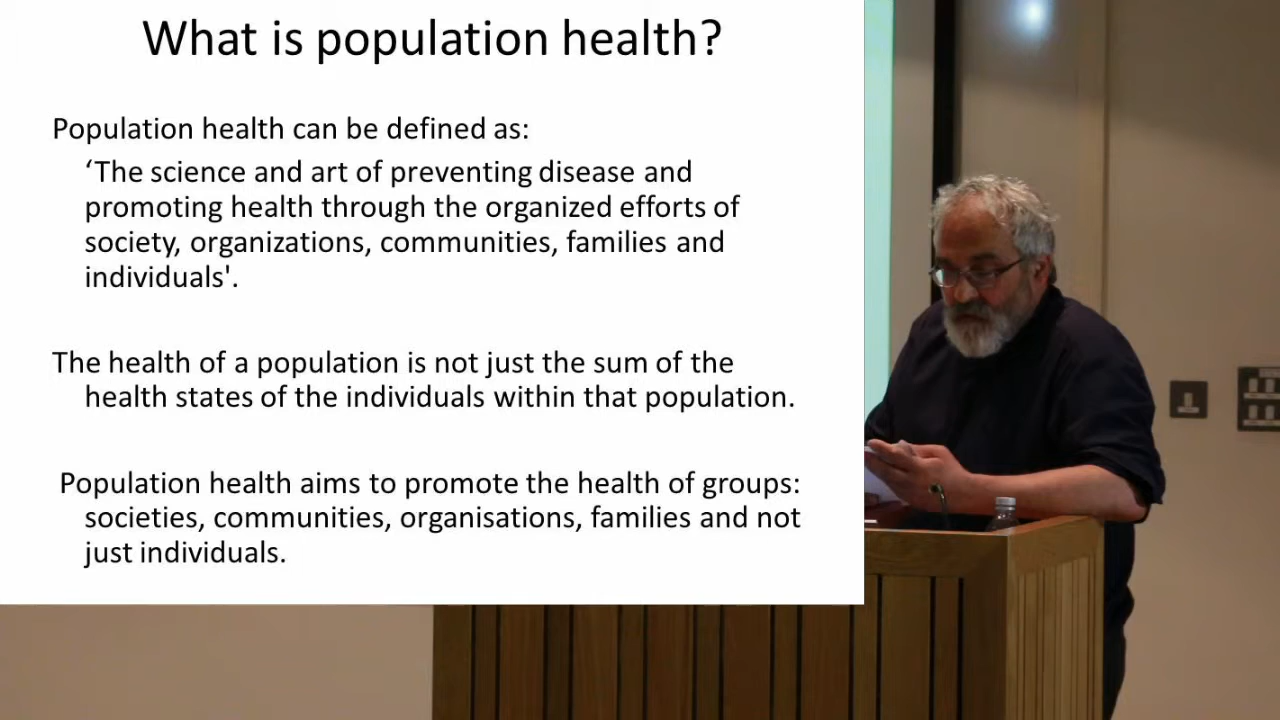 What is population health?
Population health can be defined as:
‘The science and art of preventing disease and
promoting health through the organized efforts of
society, organizations, communities, families and
individuals'.
The health of a population is not just the sum of the
health states of the individuals within that population.
Population health aims to promote the health of groups:
societies, communities, organisations, families and not
just individuals.